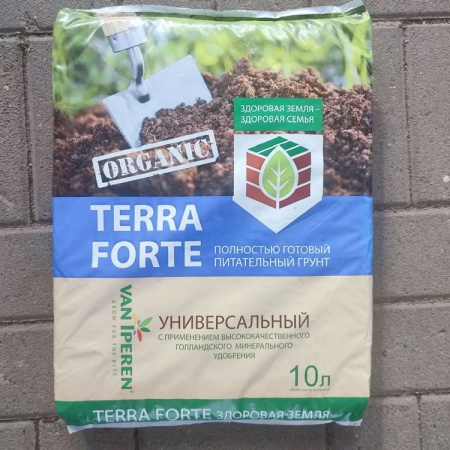 ЗДОРОВАЯ ЗЕМЛЯ –
ЗДОРОВАЯ СЕМЬЯ
ORGANIC
TERRA
FORTE
ПОЛНОСТЬЮ ГОТОВЫЙ
ПИТАТЕЛЬНЫЙ ГРУНТ
VAN IPEREN
УНИВЕРСАЛЬНЫЙ
С ПРИМЕНЕНИЕМ ВЫСОКОКАЧЕСТВЕННОГО
ГОЛЛАНДСКОГО МИНЕРАЛЬНОГО
УДОБРЕНИЯ
10л
TERRA FORTE ЗДОРОВАЯ ЗЕМЛЯ